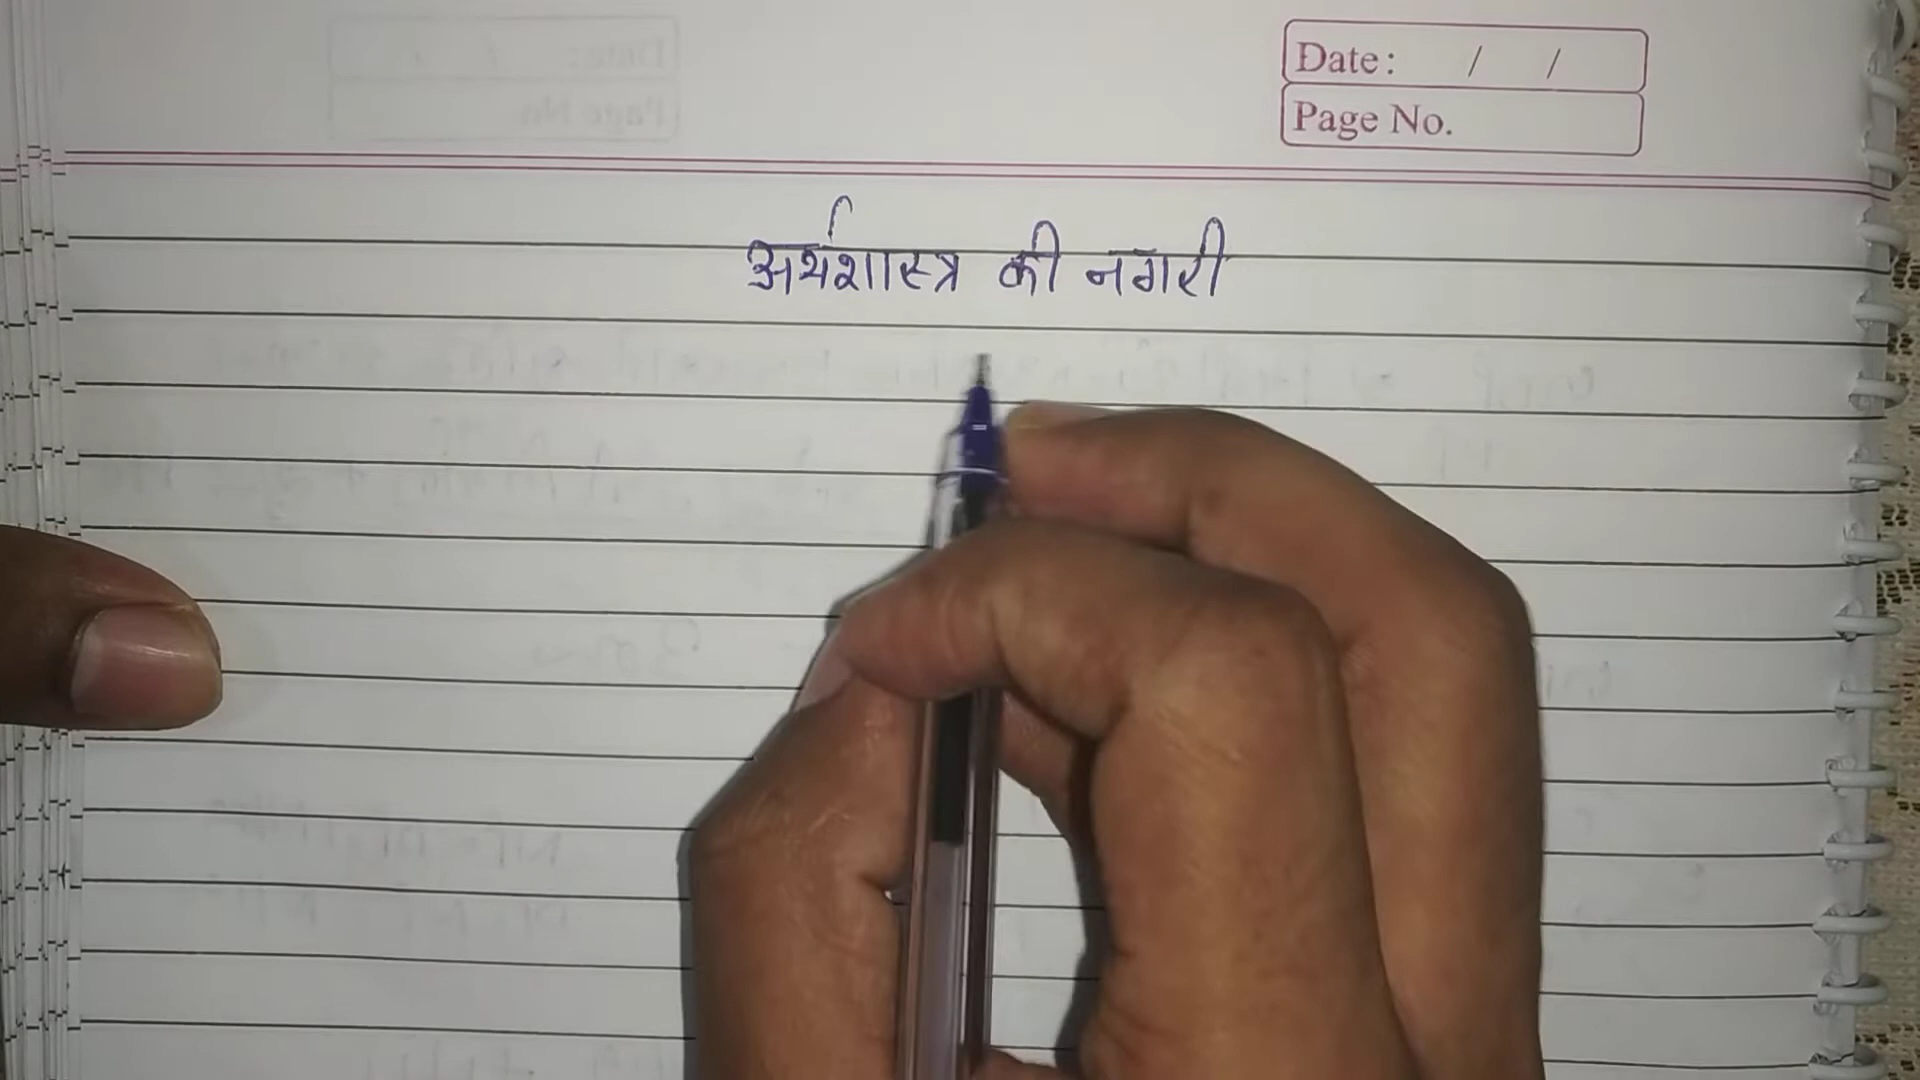 Date: / /
Page No.
अर्थशास्त्र की नगरी